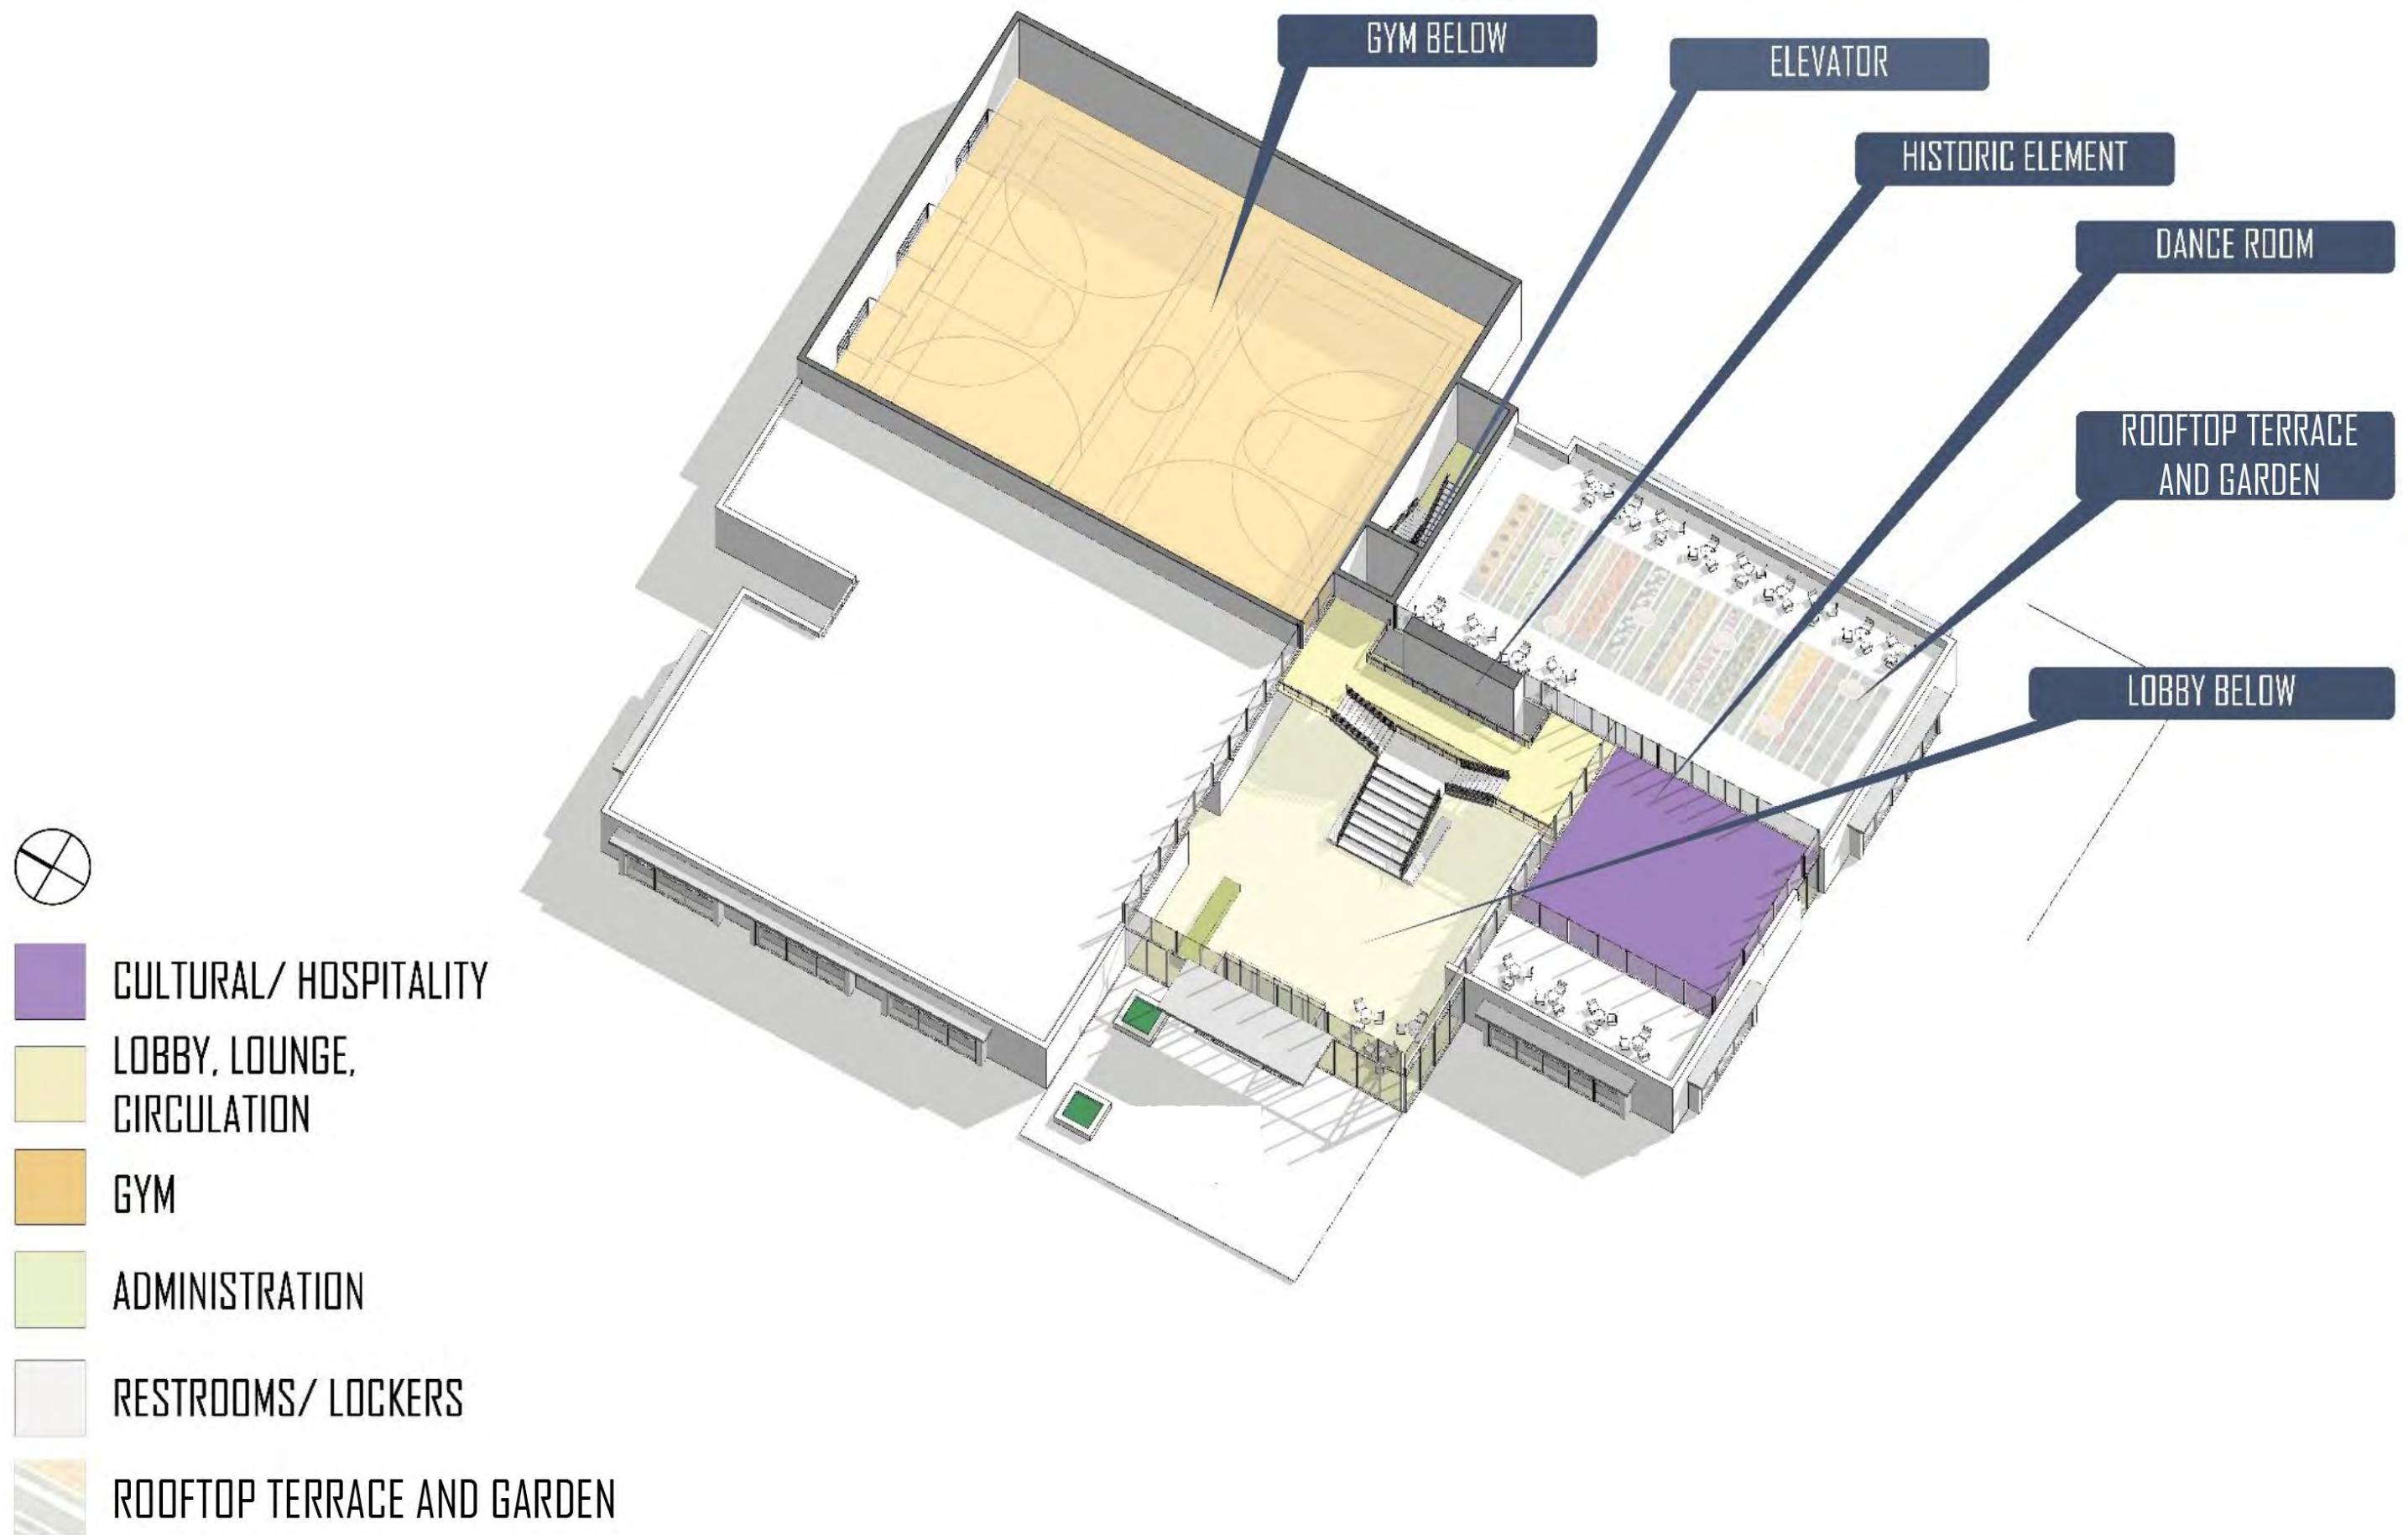 GYM BELOW
ELEVATOR
HISTORIC ELEMENT
DANCE ROOM
ROOFTOP TERRACE
AND GARDEN
LOBBY BELOW
CULTURAL/ HOSPITALITY
LOBBY, LOUNGE,
CIRCULATION
GYM
ADMINISTRATION
RESTROOMS/ LOCKERS
ROOFTOP TERRACE AND GARDEN